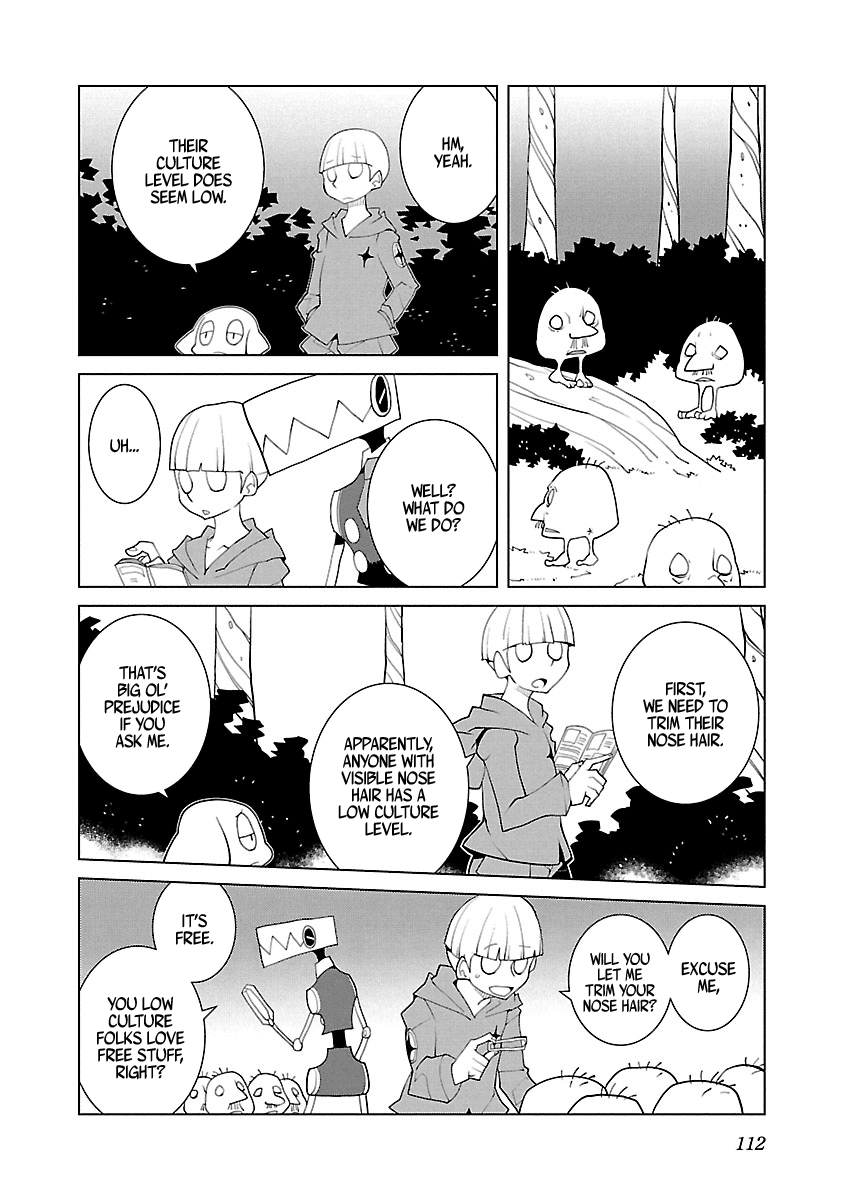 HM,
YEAH.
THEIR
CULTURE
LEVEL DOES
SEEM LOW.
WELL?
WHAT DO
WE DO?
UH...
FIRST,
WE NEED TO
TRIM THEIR
NOSE HAIR.
APPARENTLY,
ANYONE WITH
VISIBLE NOSE
HAIR HAS A
LOW CULTURE
LEVEL.
THAT'S
BIG OL'
PREJUDICE
IF YOU
ASK ME.
EXCUSE
ME,
WILL YOU
LET ME
TRIM YOUR
NOSE HAIR?
IT'S
FREE.
YOU LOW
CULTURE
FOLKS LOVE
FREE STUFF,
RIGHT?
112